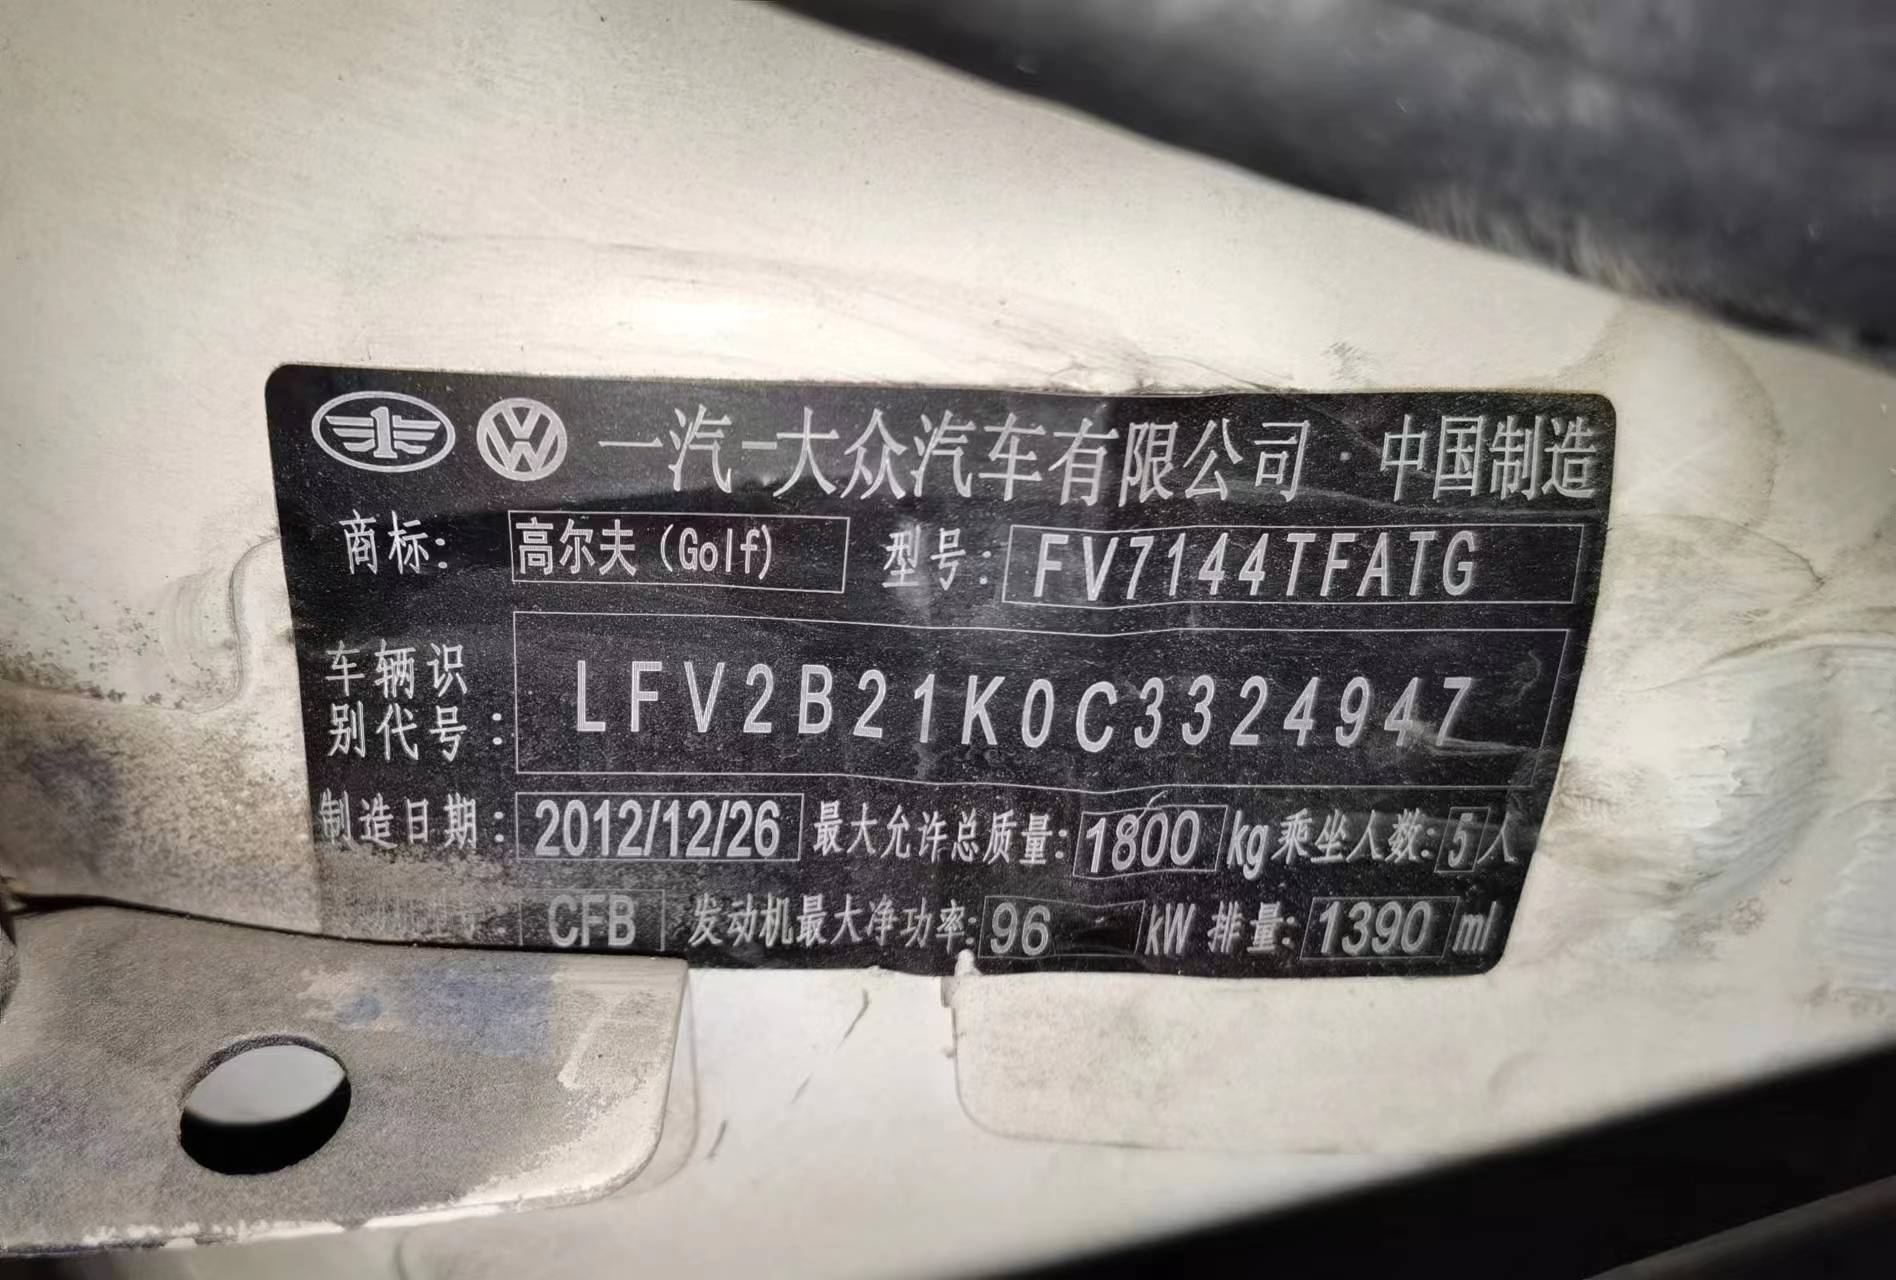 一汽-大众汽车有限公司·中国制造
商标: 高尔夫(Golf) 型号: FV7144TFATG
车辆识别代号: LFV2B21K0C3324947
制造日期: 2012/12/26 最大允许总质量: 1800 kg 乘坐人数: 5人
型号: CFB 发动机最大净功率: 96 kW 排量: 1390 ml